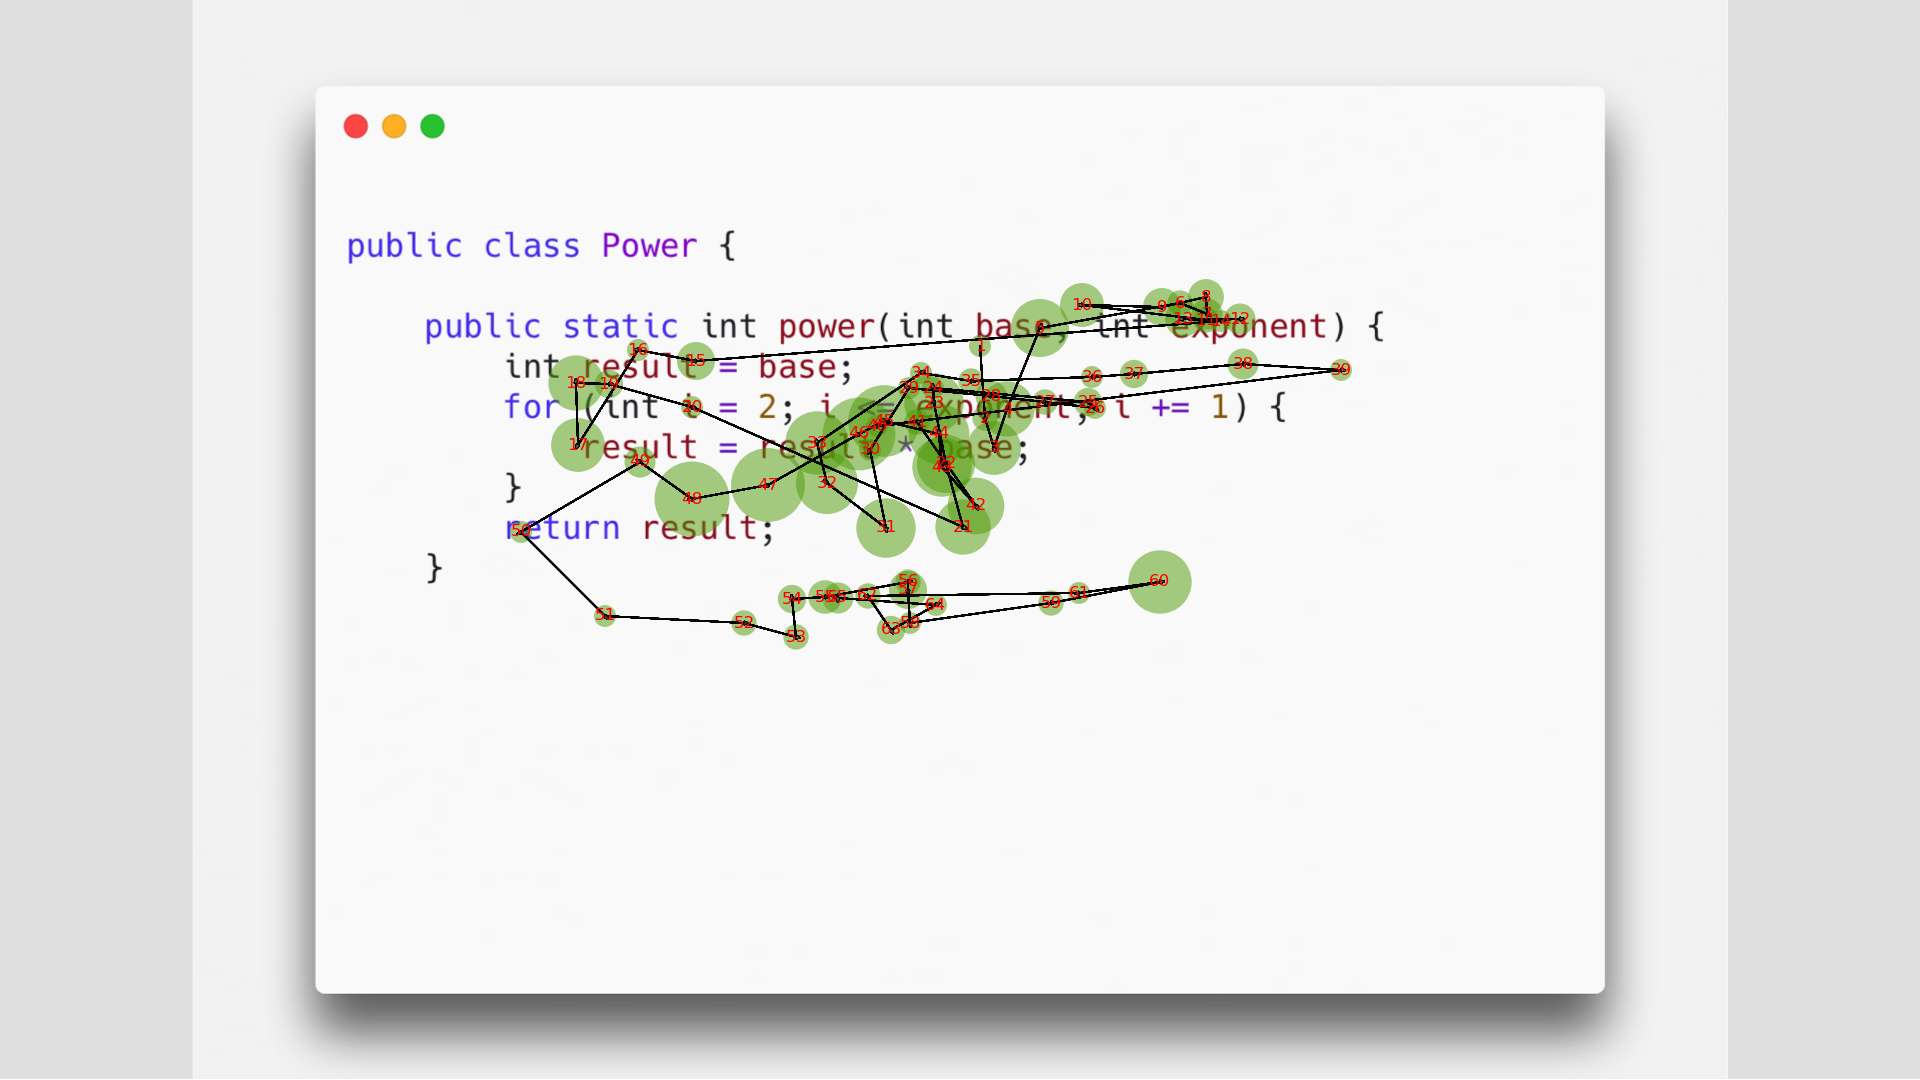 public class Power {
public static int power(int base, int exponent) {
int result = base;
for (int i = 2; i <= exponent; i += 1) {
result = result * base;
}
return result;
}